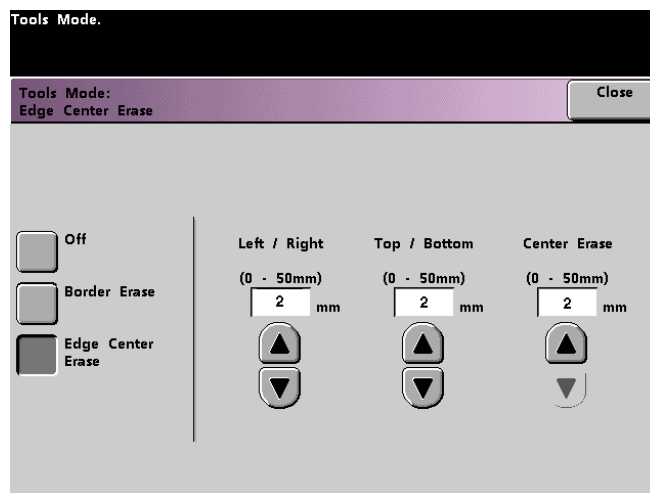 Tools Mode.
Tools Mode:
Edge Center Erase
Close
Off
Border Erase
Edge Center
Erase
Left / Right
(0 - 50mm)
2 mm
Top / Bottom
(0 - 50mm)
2 mm
Center Erase
(0 - 50mm)
2 mm